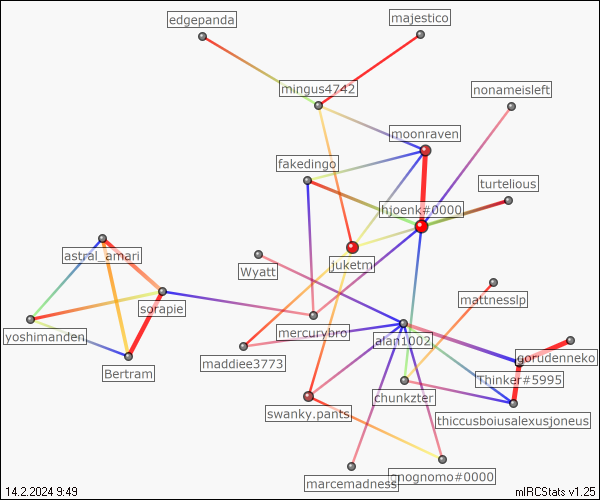 edgepanda
majestico
mingus4742
nonameisleft
moonraven
fakedingo
turtelious
hjoenk#0000
astral_amari
juketm
Wyatt
mattnesslp
sorapie
yoshimanden
mercurybro
alan1002
gorudenneko
maddiee3773
Bertram
Thinker#5995
chunkzter
swanky.pants
thiccusboiusalexusjoneus
marcemadness
gnognomo#0000
14.2.2024 9:49
mIRCStats v1.25